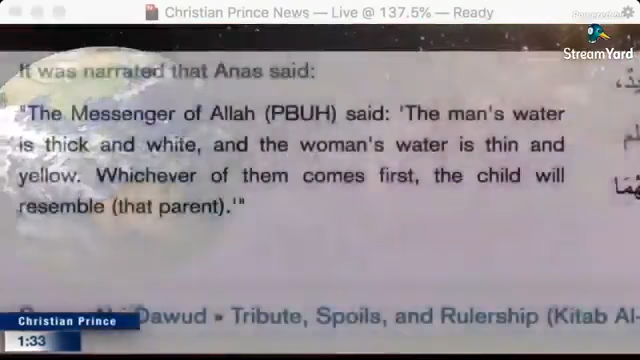 Christian Prince News — Live @ 137.5% — Ready
StreamYard
It was narrated that Anas said:
"The Messenger of Allah (PBUH) said: 'The man's water
is thick and white, and the woman's water is thin and
yellow. Whichever of them comes first, the child will
resemble (that parent).'"
Dawud » Tribute, Spoils, and Rulership (Kitab Al-
Christian Prince
1:33